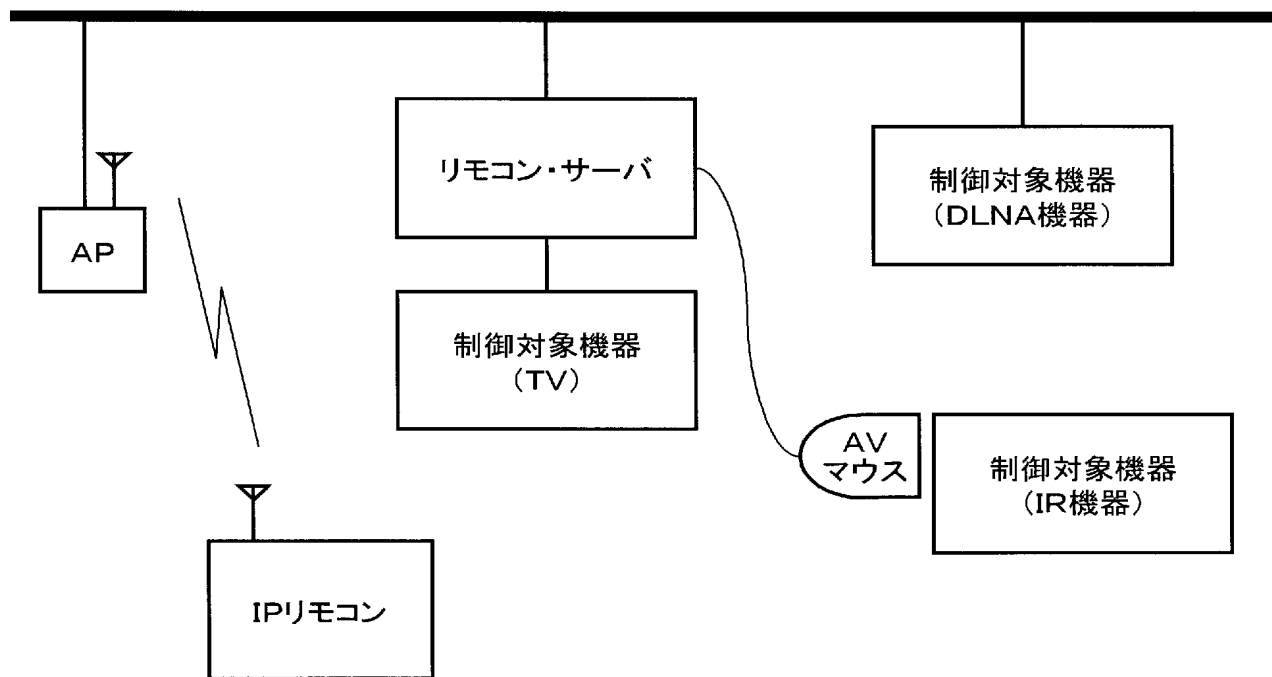 リモコン・サーバ
制御対象機器
(DLNA機器)
AP
制御対象機器
(TV)
AV
マウス
制御対象機器
(IR機器)
IPリモコン